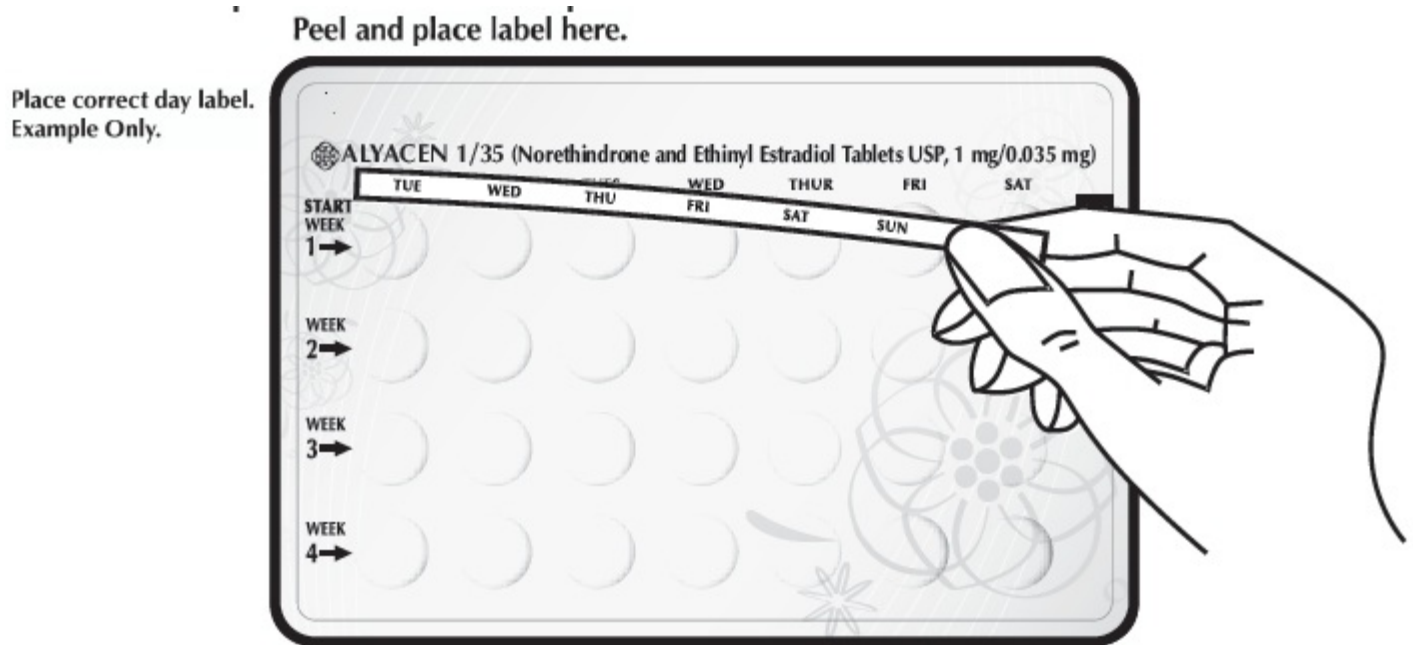 Peel and place label here.
Place correct day label.
Example Only.
ALYACEN 1/35 (Norethindrone and Ethinyl Estradiol Tablets USP, 1 mg/0.035 mg)
WED THUR FRI SAT
TUE WED THU FRI SAT SUN
START
WEEK
1
WEEK
2
WEEK
3
WEEK
4